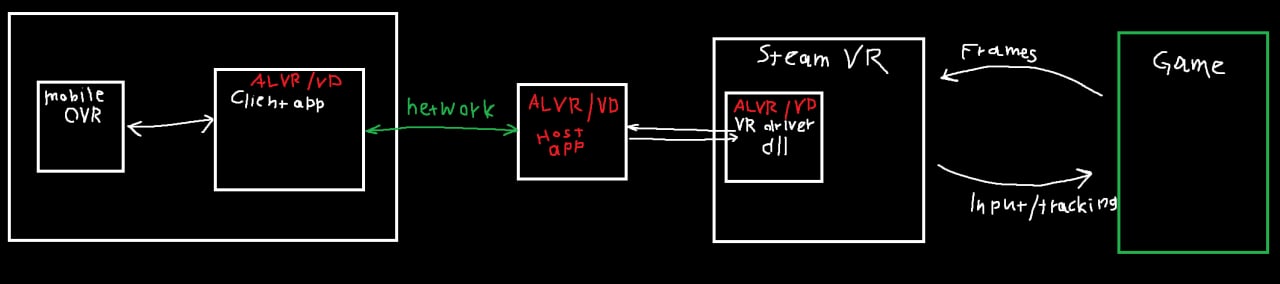 mobile
OVR
ALVR/VD
Client app
network
ALVR/VD
Host
app
Steam VR
ALVR/VD
VR driver
dll
Frames
Input/tracking
Game